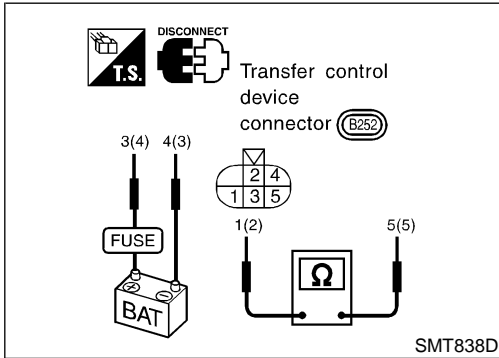 DISCONNECT
T.S.
Transfer control
device
connector B252
3(4) 4(3)
2 4
1 3 5
1(2) 5(5)
FUSE
Ω
+ −
BAT
SMT838D